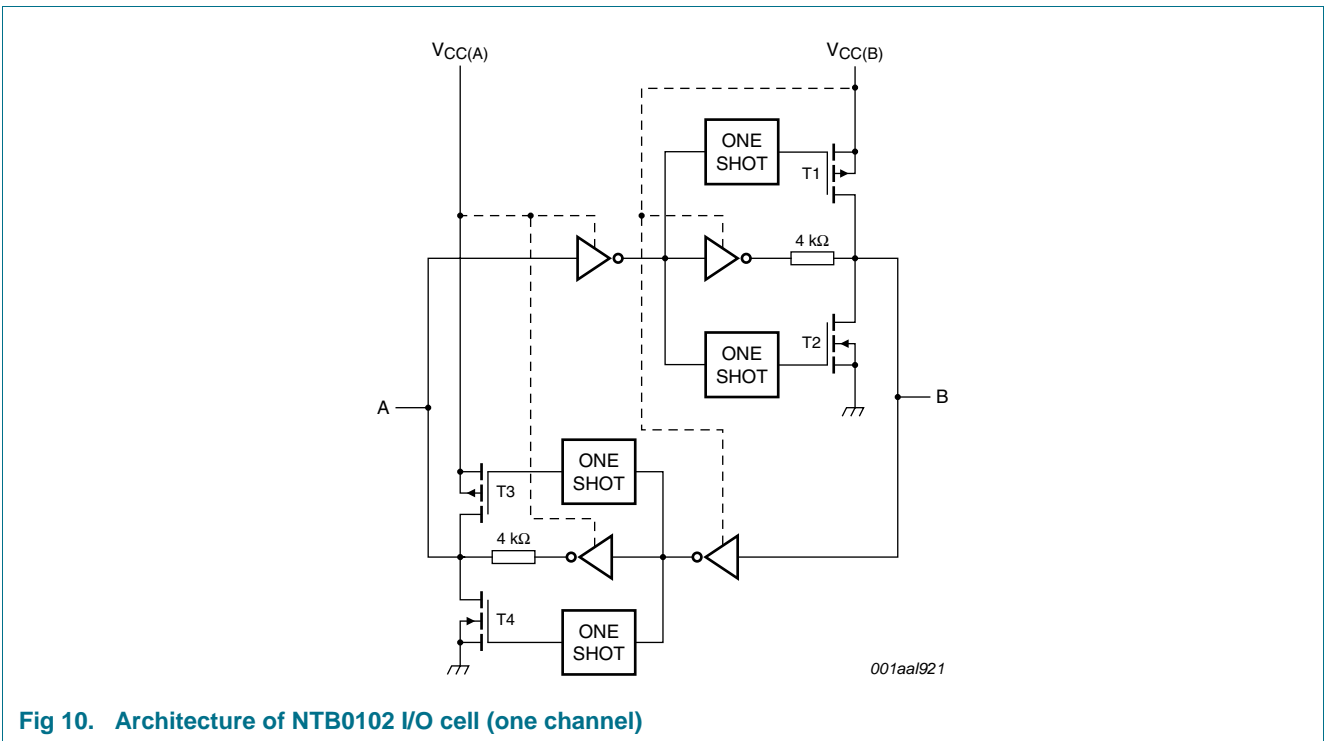 VCC(A)
VCC(B)
ONE
SHOT
T1
4 kΩ
ONE
SHOT
T2
A
B
ONE
SHOT
T3
4 kΩ
T4
ONE
SHOT
001aal921
Fig 10. Architecture of NTB0102 I/O cell (one channel)